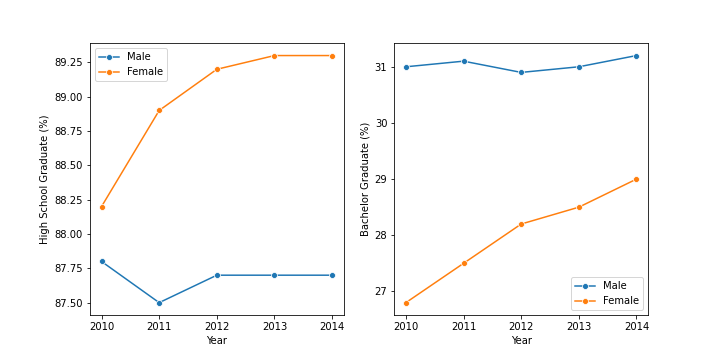 High School Graduate (%)
89.25
89.00
88.75
88.50
88.25
88.00
87.75
87.50
Male
Female
2010 2011 2012 2013 2014
Year
Bachelor Graduate (%)
31
30
29
28
27
Male
Female
2010 2011 2012 2013 2014
Year